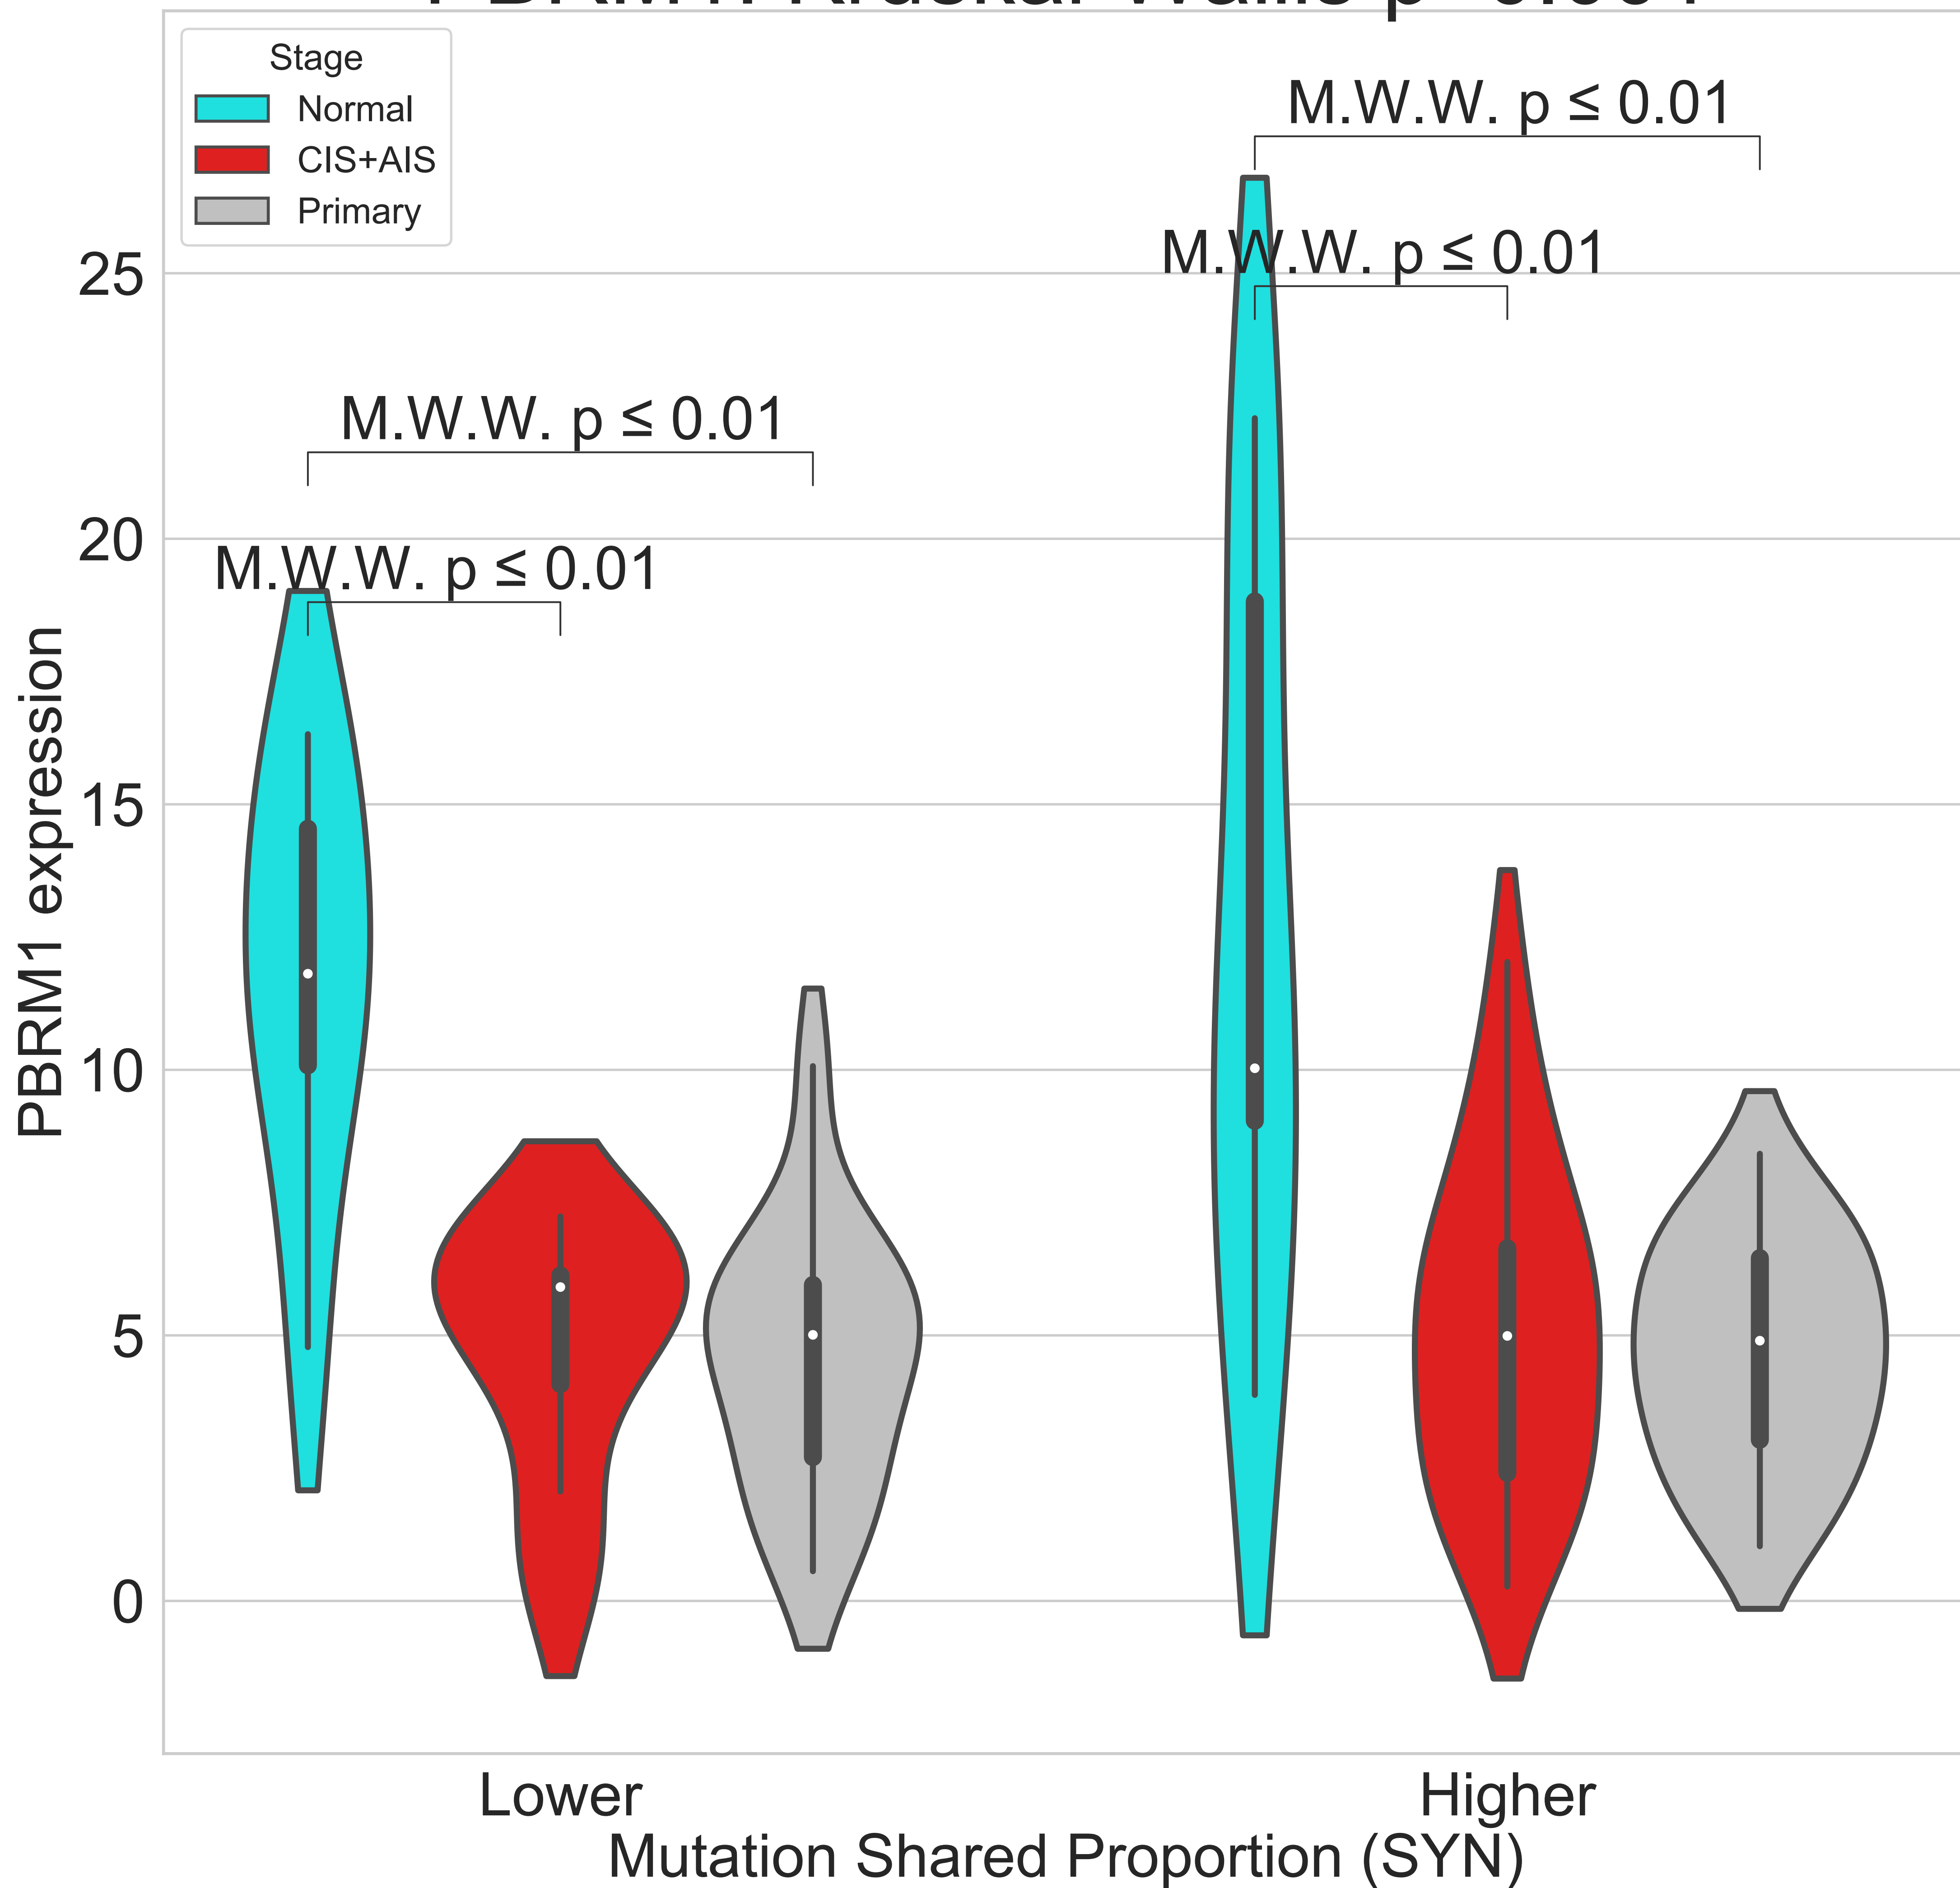 Stage
Normal
CIS+AIS
Primary
M.W.W. p ≤ 0.01
M.W.W. p ≤ 0.01
M.W.W. p ≤ 0.01
M.W.W. p ≤ 0.01
25
20
15
10
5
0
PBRM1 expression
Lower
Higher
Mutation Shared Proportion (SYN)